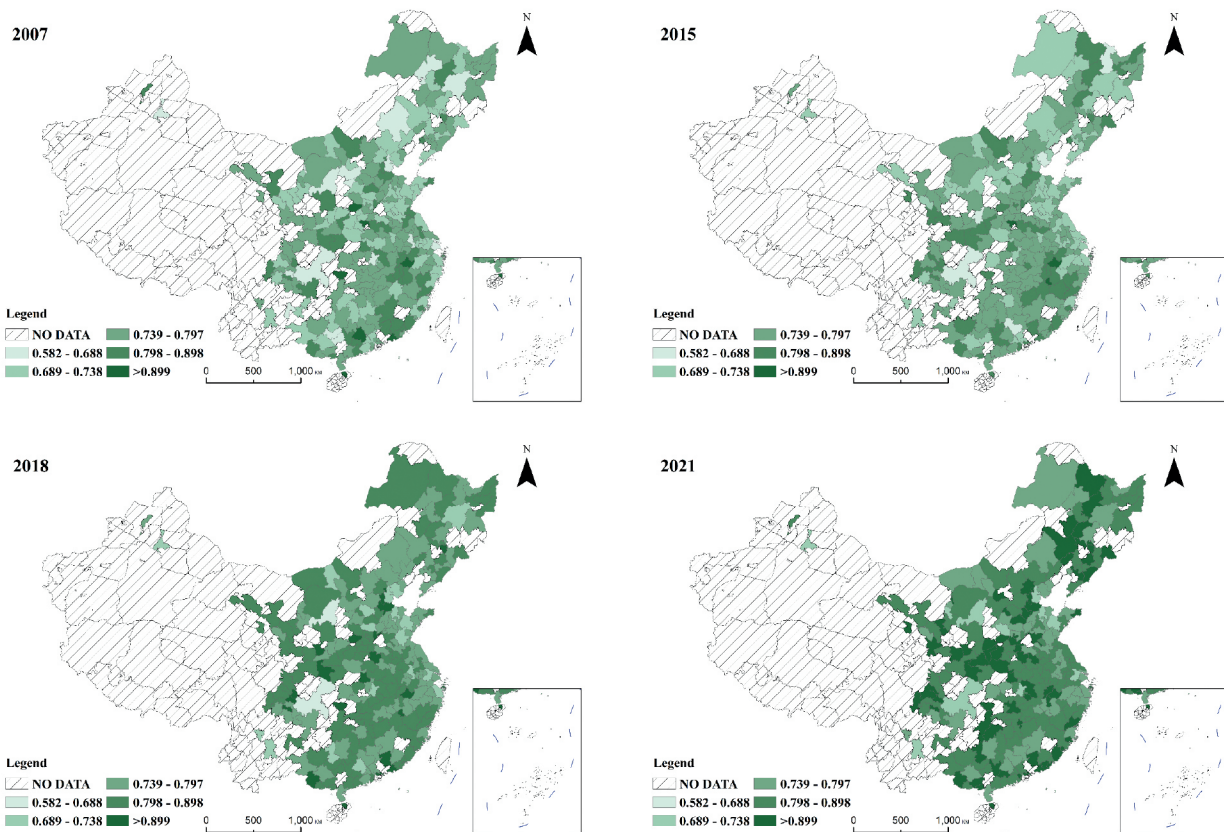 2007
N
Legend
NO DATA 0.739 - 0.797
0.582 - 0.688 0.798 - 0.898
0.689 - 0.738 >0.899
0 500 1,000 KM
2015
N
Legend
NO DATA 0.739 - 0.797
0.582 - 0.688 0.798 - 0.898
0.689 - 0.738 >0.899
0 500 1,000 KM
2018
N
Legend
NO DATA 0.739 - 0.797
0.582 - 0.688 0.798 - 0.898
0.689 - 0.738 >0.899
0 500 1,000 KM
2021
N
Legend
NO DATA 0.739 - 0.797
0.582 - 0.688 0.798 - 0.898
0.689 - 0.738 >0.899
0 500 1,000 KM